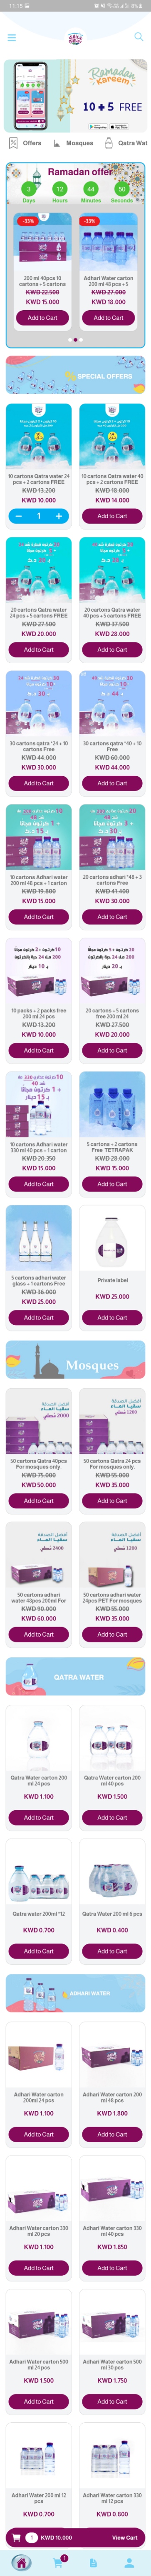 11:15
8%
10 + 5 FREE
Offers
Mosques
Qatra Wat
Ramadan offer
3
12
44
50
Days
Hours
Minutes
Seconds
-33%
200 ml 40pcs 10
cartons + 5 cartons
KWD 22.500
KWD 15.000
Add to Cart
-33%
Adhari Water carton
200 ml 48 pcs + 5
KWD 27.000
KWD 18.000
Add to Cart
SPECIAL OFFERS
10 cartons Qatra water 24
pcs + 2 cartons FREE
KWD 13.200
KWD 10.000
1
10 cartons Qatra water 40
pcs + 2 cartons FREE
KWD 18.000
KWD 14.000
Add to Cart
20 cartons Qatra water
24 pcs + 5 cartons FREE
KWD 27.500
KWD 20.000
Add to Cart
20 cartons Qatra water
40 pcs + 5 cartons FREE
KWD 37.500
KWD 28.000
Add to Cart
30 cartons qatra *24 + 10
cartons Free
KWD 44.000
KWD 30.000
Add to Cart
30 cartons qatra *40 + 10
Free
KWD 60.000
KWD 44.000
Add to Cart
10 cartons Adhari water
200 ml 48 pcs + 1 carton
KWD 19.800
KWD 15.000
Add to Cart
20 cartons adhari *48 + 3
cartons Free
KWD 41.400
KWD 30.000
Add to Cart
10 packs + 2 packs free
200 ml 24 pcs
KWD 13.200
KWD 10.000
Add to Cart
20 cartons + 5 cartons
free 200 ml 24
KWD 27.500
KWD 20.000
Add to Cart
10 cartons Adhari water
330 ml 40 pcs + 1 carton
KWD 20.350
KWD 15.000
Add to Cart
5 cartons + 2 cartons
Free TETRAPAK
KWD 28.000
KWD 15.000
Add to Cart
5 cartons adhari water
glass + 1 cartons Free
KWD 36.000
KWD 25.000
Add to Cart
Private label
KWD 25.000
Add to Cart
Mosques
50 cartons Qatra 40pcs
For mosques only.
KWD 75.000
KWD 50.000
Add to Cart
50 cartons Qatra 24 pcs
For mosques only.
KWD 55.000
KWD 35.000
Add to Cart
50 cartons adhari
water 48pcs 200ml For
KWD 90.000
KWD 60.000
Add to Cart
50 cartons adhari water
24pcs PET For mosques
KWD 55.000
KWD 35.000
Add to Cart
QATRA WATER
Qatra Water carton 200
ml 24 pcs
KWD 1.100
Add to Cart
Qatra Water carton 200
ml 40 pcs
KWD 1.500
Add to Cart
Qatra water 200ml *12
KWD 0.700
Add to Cart
Qatra Water 200 ml 6 pcs
KWD 0.400
Add to Cart
ADHARI WATER
Adhari Water carton
200ml 24 pcs
KWD 1.100
Add to Cart
Adhari Water carton 200
ml 48 pcs
KWD 1.800
Add to Cart
Adhari Water carton 330
ml 20 pcs
KWD 1.100
Add to Cart
Adhari Water carton 330
ml 40 pcs
KWD 1.850
Add to Cart
Adhari Water carton 500
ml 24 pcs
KWD 1.500
Add to Cart
Adhari Water carton 500
ml 30 pcs
KWD 1.750
Add to Cart
Adhari Water 200 ml 12
pcs
KWD 0.700
Adhari Water carton 330
ml 12 pcs
KWD 0.800
1
KWD 10.000
View Cart
1